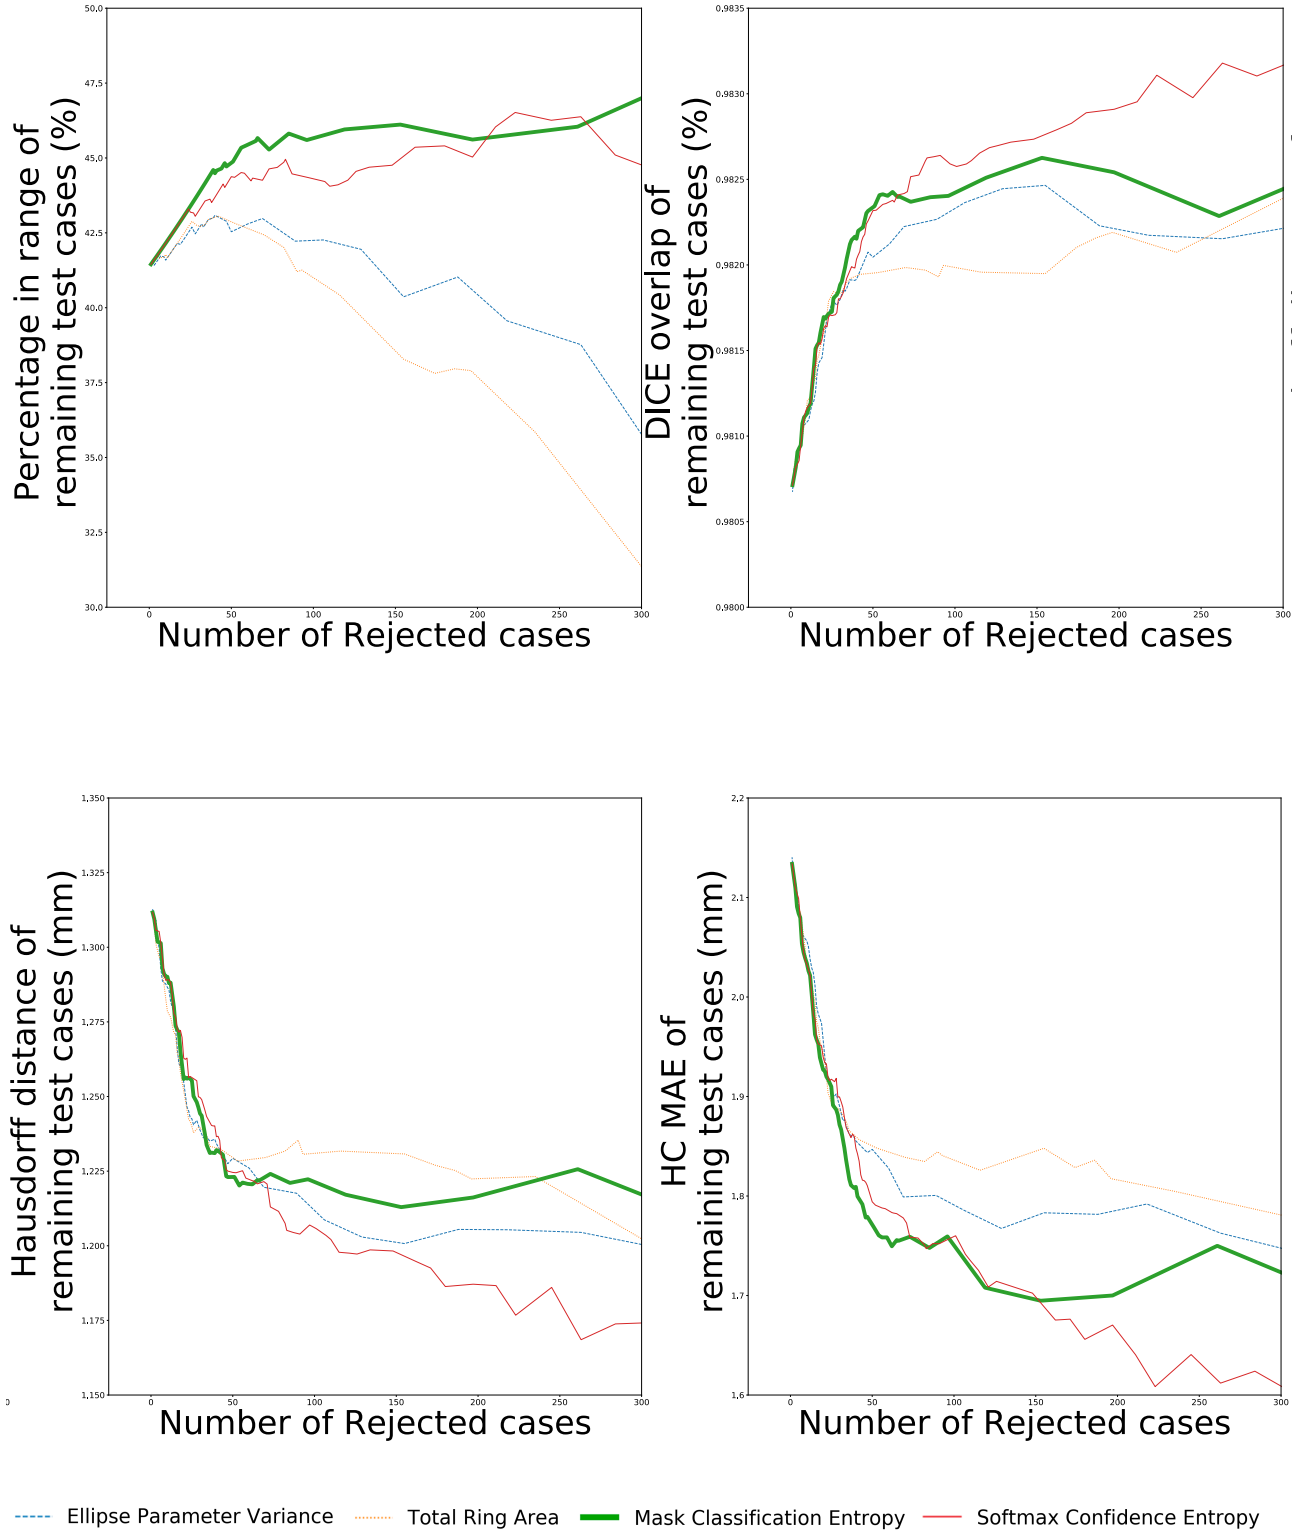 Percentage in range of
remaining test cases (%)
50,0
47,5
45,0
42,5
40,0
37,5
35,0
32,5
30,0
0 50 100 150 200 250 300
Number of Rejected cases
DICE overlap of
remaining test cases (%)
0,9835
0,9830
0,9825
0,9820
0,9815
0,9810
0,9805
0,9800
0 50 100 150 200 250 300
Number of Rejected cases
Hausdorff distance of
remaining test cases (mm)
1,350
1,325
1,300
1,275
1,250
1,225
1,200
1,175
1,150
0 50 100 150 200 250 300
Number of Rejected cases
HC MAE of
remaining test cases (mm)
2,2
2,1
2,0
1,9
1,8
1,7
1,6
0 50 100 150 200 250 300
Number of Rejected cases
Ellipse Parameter Variance Total Ring Area Mask Classification Entropy Softmax Confidence Entropy